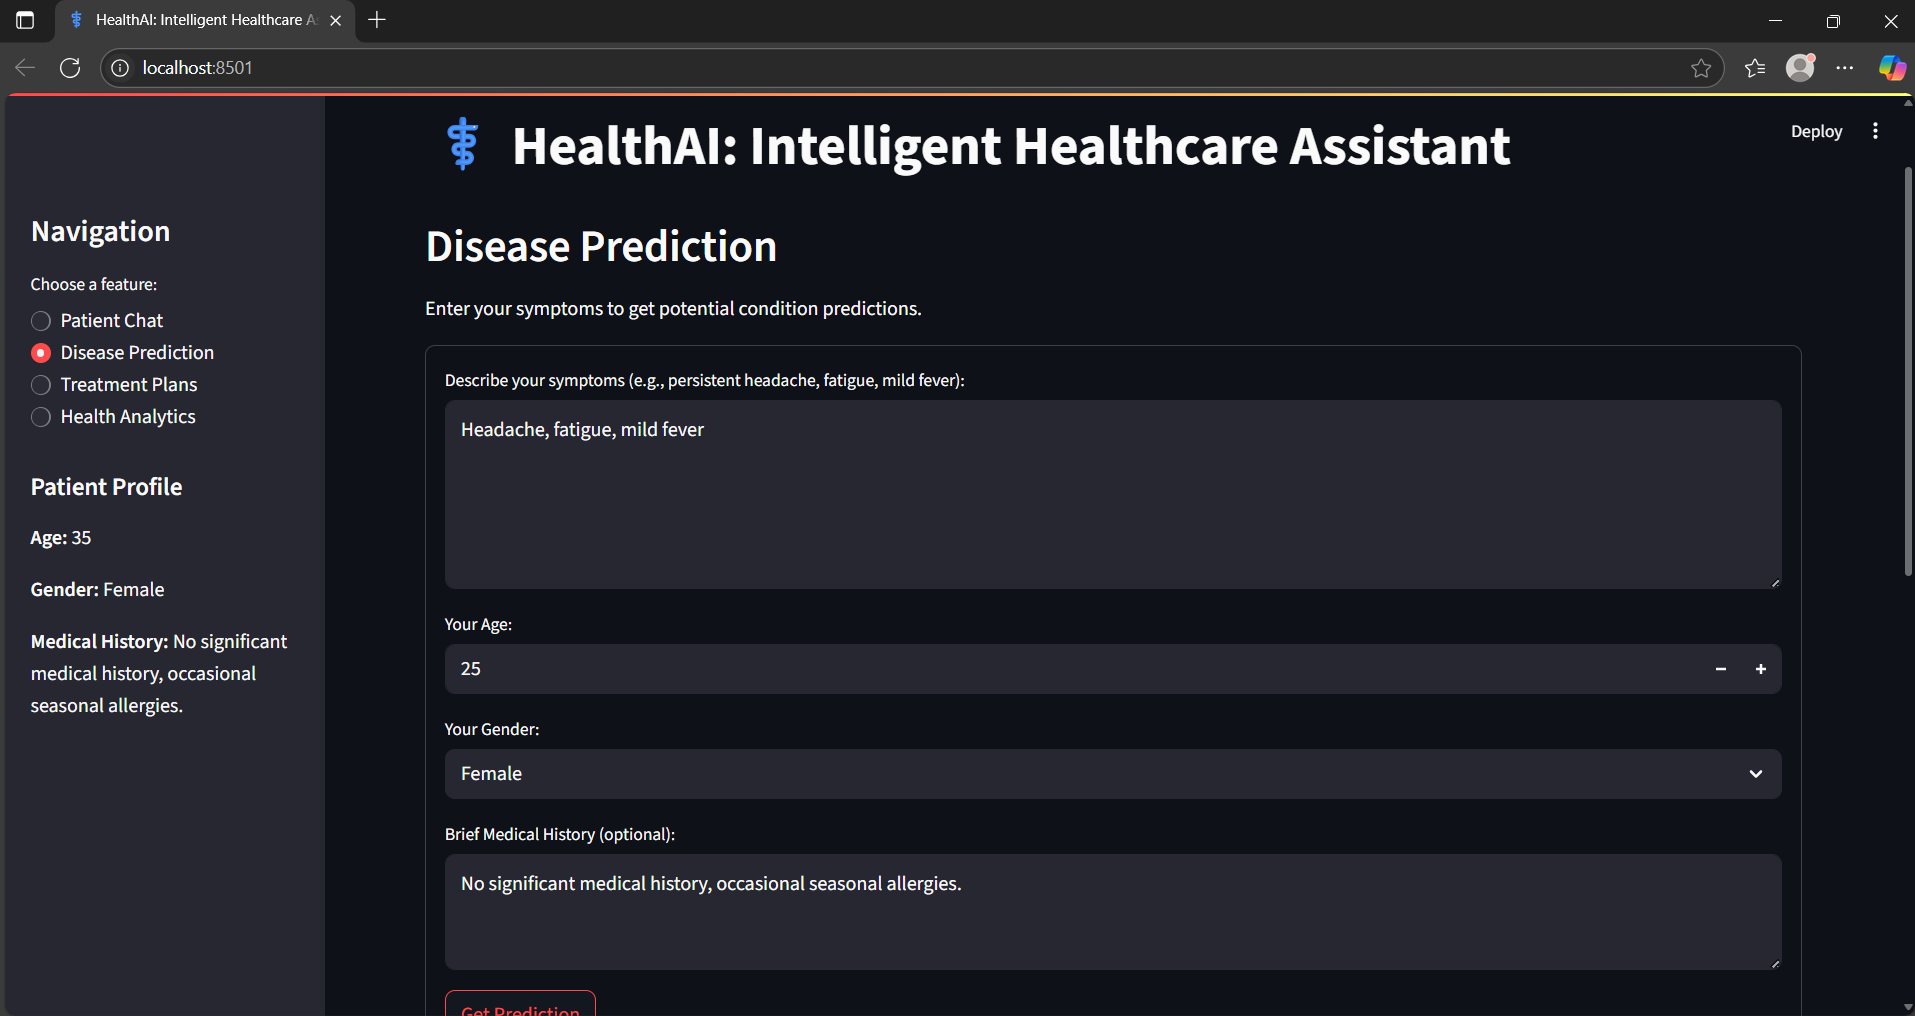 HealthAI: Intelligent Healthcare A
localhost:8501
Deploy
Navigation
Choose a feature:
Patient Chat
Disease Prediction
Treatment Plans
Health Analytics
Patient Profile
Age: 35
Gender: Female
Medical History: No significant
medical history, occasional
seasonal allergies.
HealthAI: Intelligent Healthcare Assistant
Disease Prediction
Enter your symptoms to get potential condition predictions.
Describe your symptoms (e.g., persistent headache, fatigue, mild fever):
Headache, fatigue, mild fever
Your Age:
25
Your Gender:
Female
Brief Medical History (optional):
No significant medical history, occasional seasonal allergies.
Get Prediction